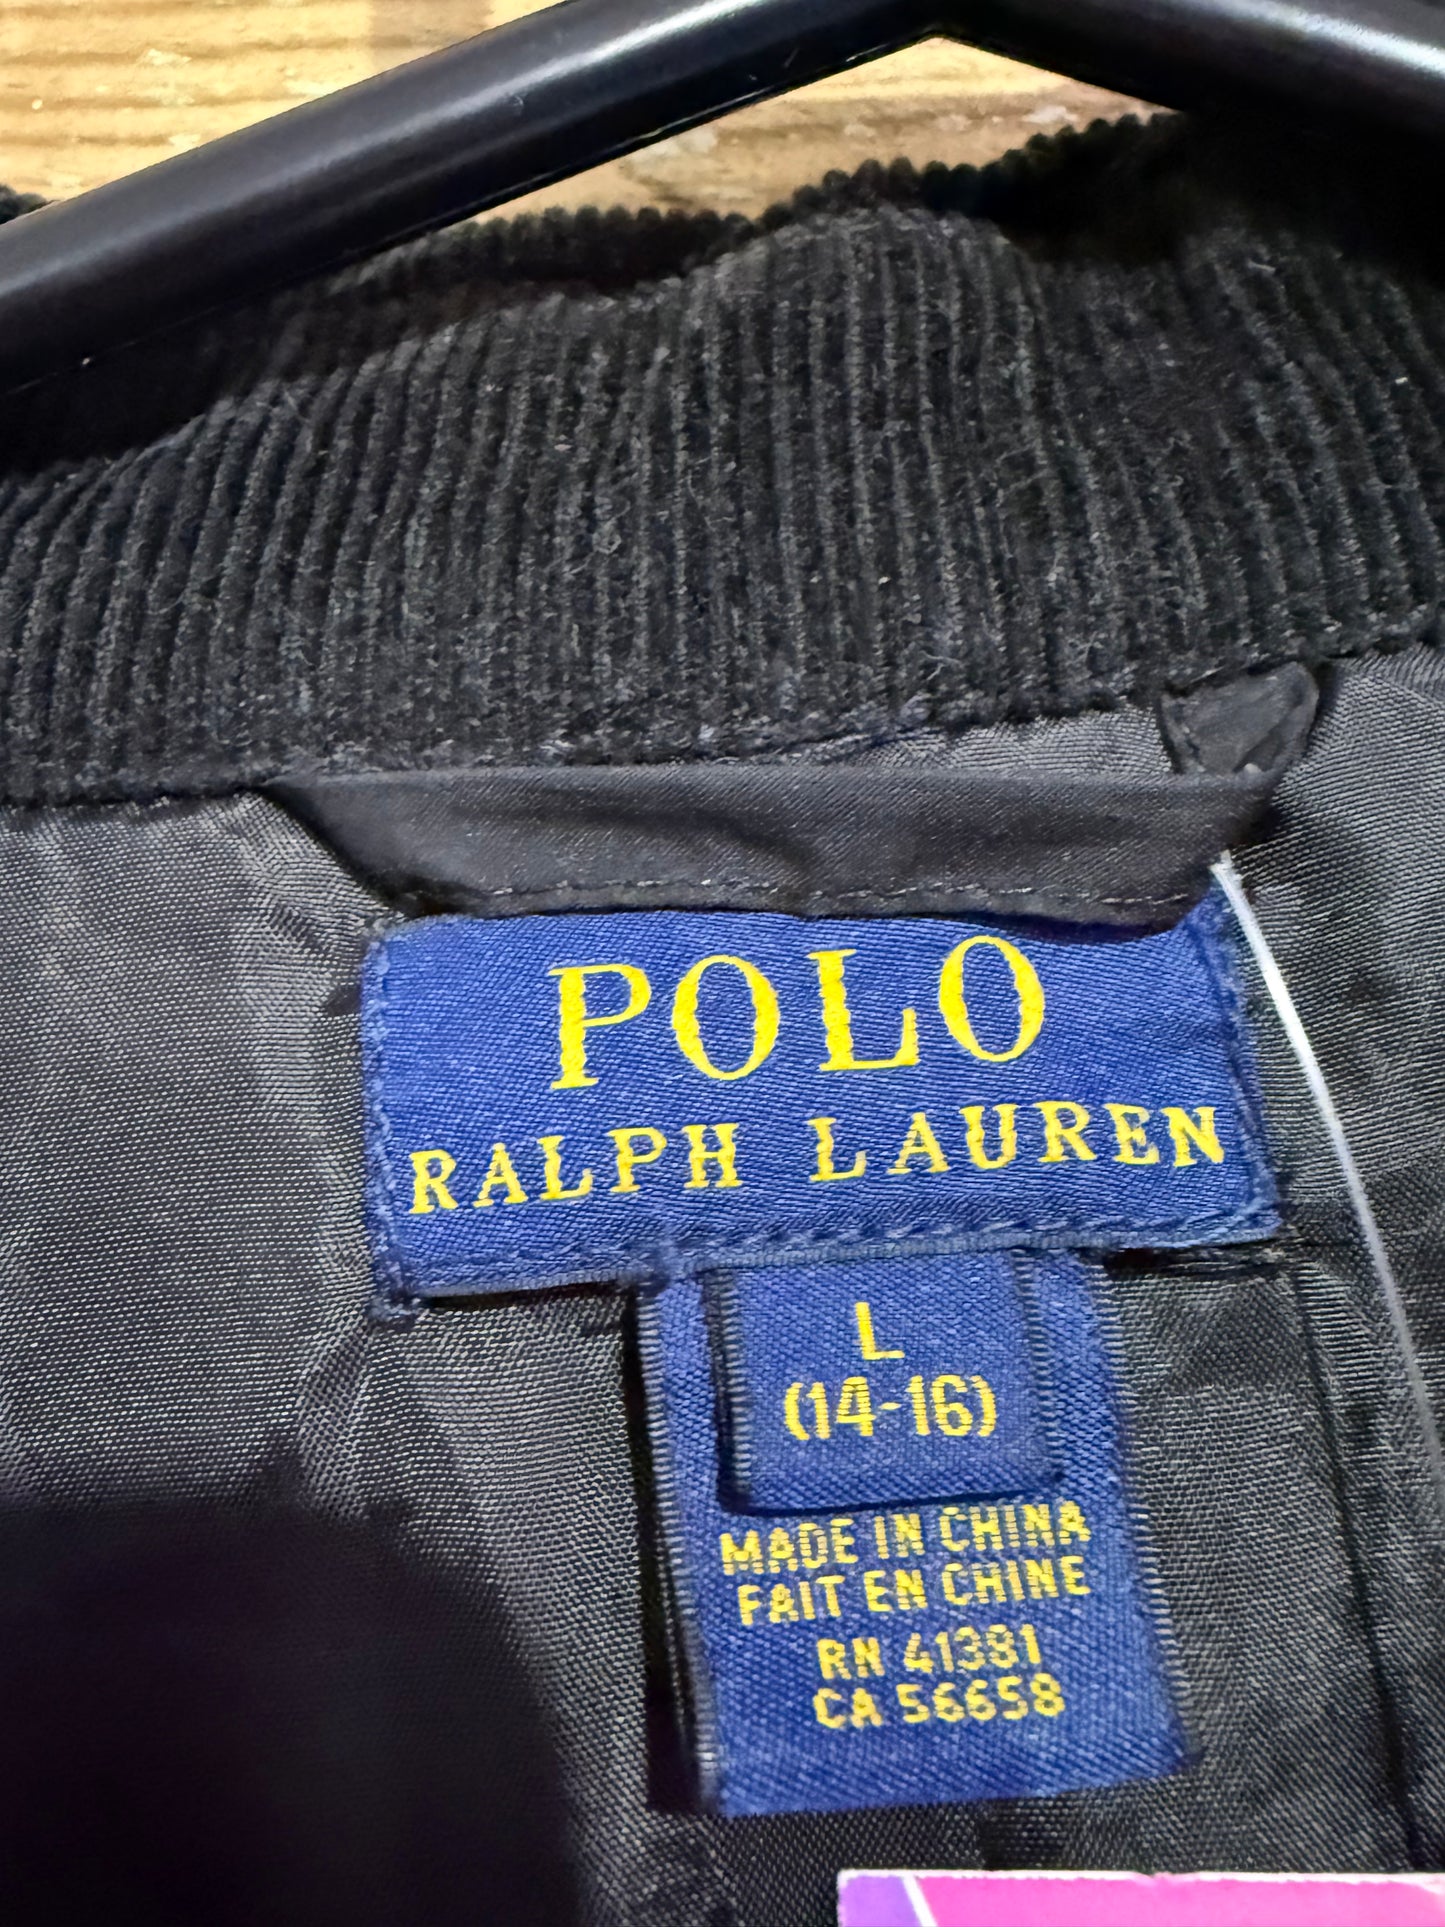 POLO
RALPH LAUREN
L
(14-16)
MADE IN CHINA
FAIT EN CHINE
RN 41381
CA 56658